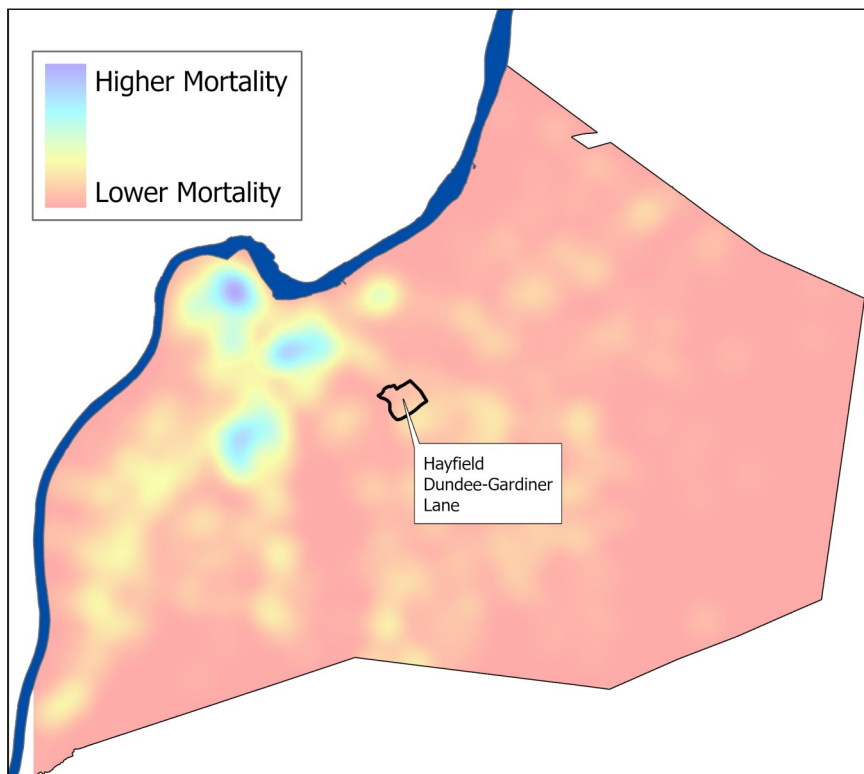 Higher Mortality
Lower Mortality
Hayfield
Dundee-Gardiner
Lane